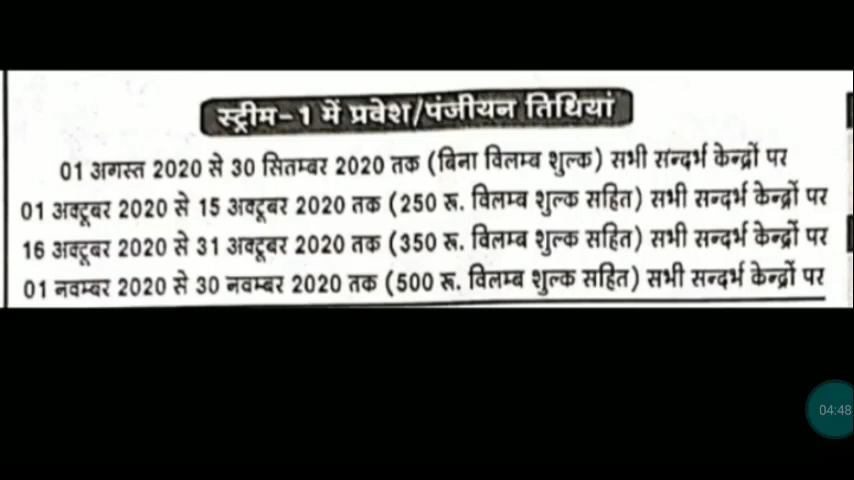 स्ट्रीम-1 में प्रवेश/पंजीयन तिथियां
01 अगस्त 2020 से 30 सितम्बर 2020 तक (बिना विलम्ब शुल्क) सभी सन्दर्भ केन्द्रों पर
01 अक्टूबर 2020 से 15 अक्टूबर 2020 तक (250 रू. विलम्ब शुल्क सहित) सभी सन्दर्भ केन्द्रों पर
16 अक्टूबर 2020 से 31 अक्टूबर 2020 तक (350 रू. विलम्ब शुल्क सहित) सभी सन्दर्भ केन्द्रों पर
01 नवम्बर 2020 से 30 नवम्बर 2020 तक (500 रू. विलम्ब शुल्क सहित) सभी सन्दर्भ केन्द्रों पर
04:48